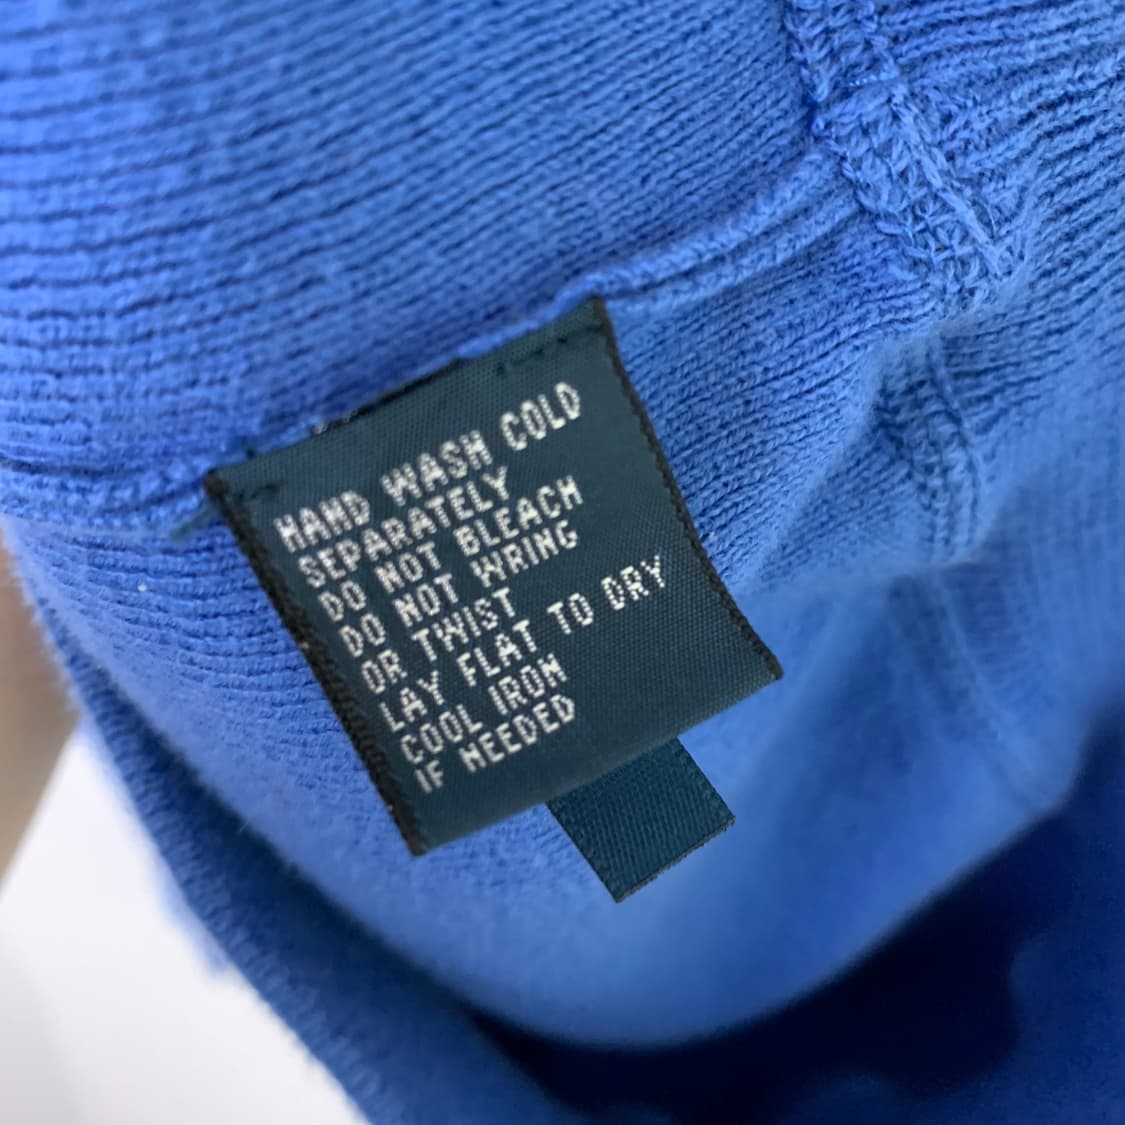 HAND WASH COLD
SEPARATELY
DO NOT BLEACH
DO NOT WRING
OR TWIST
LAY FLAT TO DRY
COOL IRON
IF NEEDED